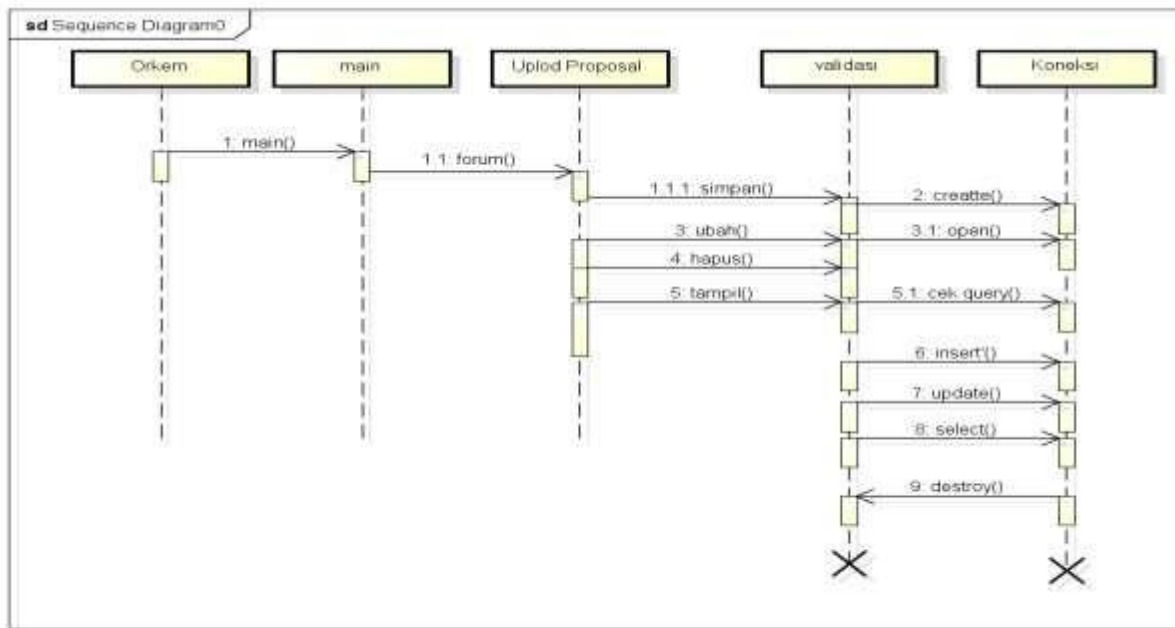 sd Sequence Diagram0
Orkem
main
Uplod Proposal
validasi
Koneksi
1: main()
1.1: forum()
1.1.1: simpan()
2: creatte()
3: ubah()
3.1: open()
4: hapus()
5: tampil()
5.1: cek query()
6: insert'()
7: update()
8: select()
9: destroy()